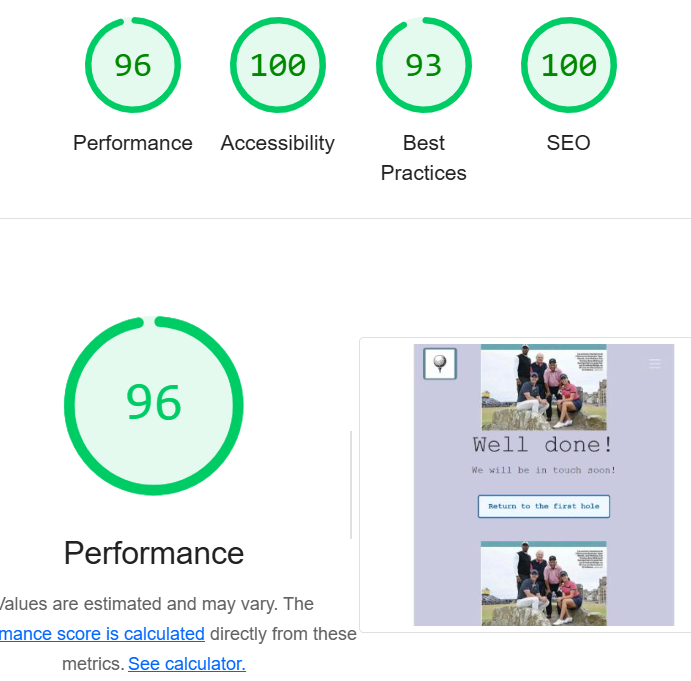 96
100
93
100
Performance
Accessibility
Best
Practices
SEO
96
Performance
Values are estimated and may vary. The
mance score is calculated directly from these
metrics. See calculator.
Well done!
We will be in touch soon!
Return to the first hole